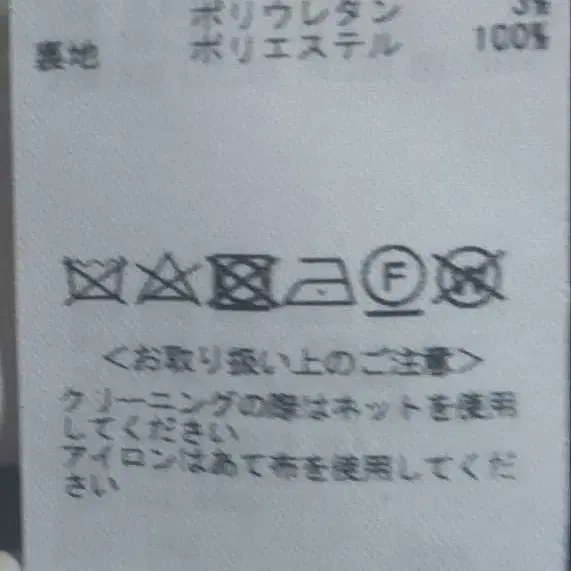 ポリウレタン 3%
裏地 ポリエステル 100%
F
W
<お取り扱い上のご注意>
クリーニングの際はネットを使用
してください
アイロンはあて布を使用してくだ
さい